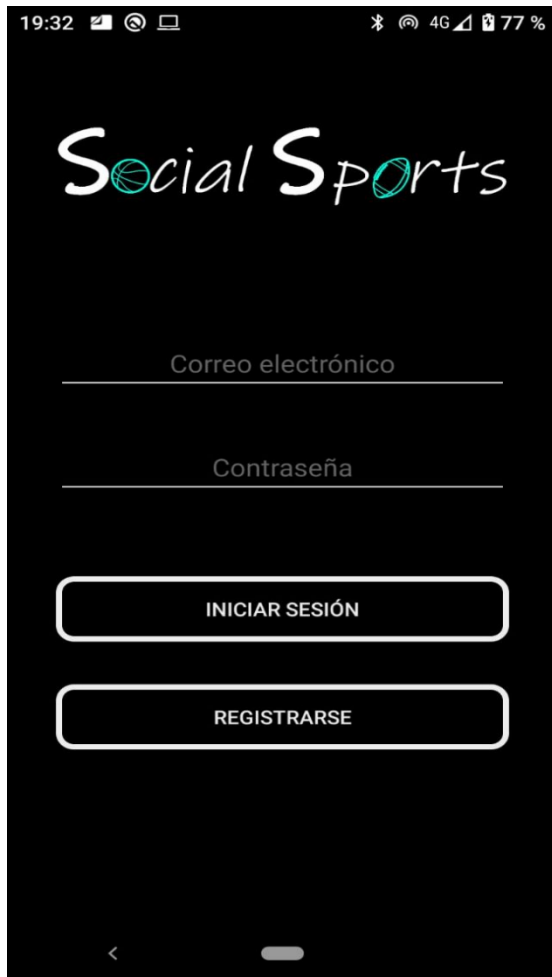 19:32 4G 77 %
Social Sports
Correo electrónico
Contraseña
INICIAR SESIÓN
REGISTRARSE